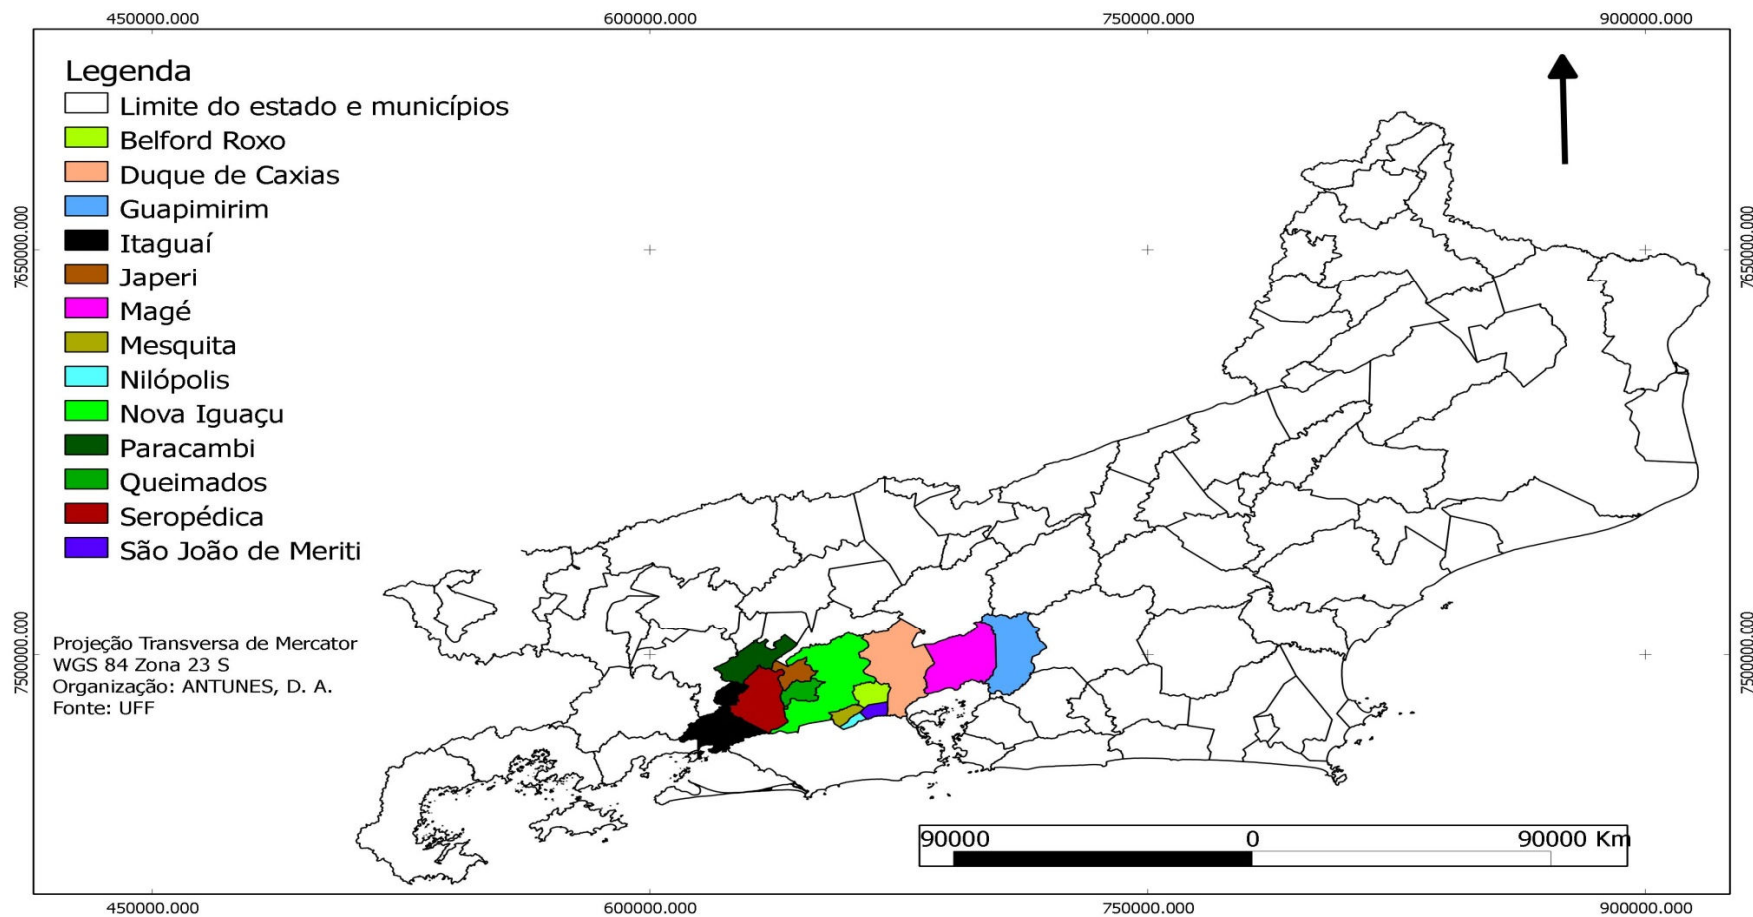 450000.000 600000.000 750000.000 900000.000
Legenda
Limite do estado e municípios
Belford Roxo
Duque de Caxias
Guapimirim
Itaguaí
Japeri
Magé
Mesquita
Nilópolis
Nova Iguaçu
Paracambi
Queimados
Seropédica
São João de Meriti
7650000.000
7650000.000
7500000.000
7500000.000
Projeção Transversa de Mercator
WGS 84 Zona 23 S
Organização: ANTUNES, D. A.
Fonte: UFF
90000 0 90000 Km
450000.000 600000.000 750000.000 900000.000